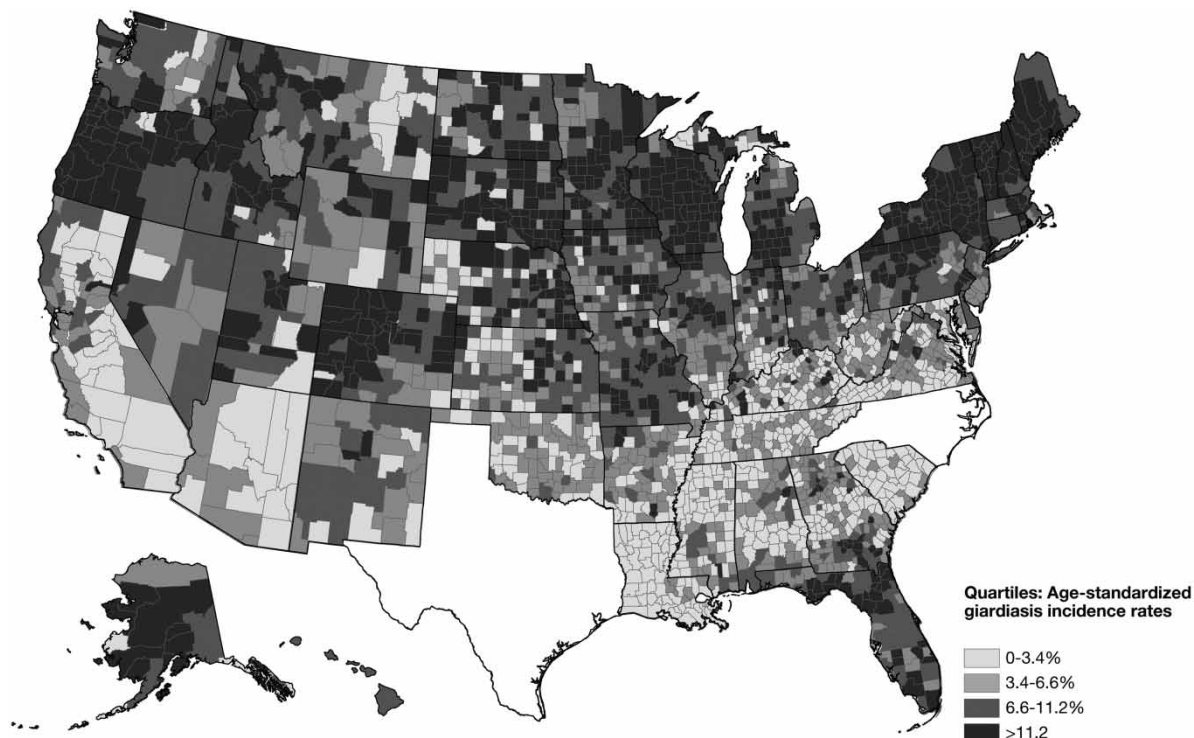 Quartiles: Age-standardized
giardiasis incidence rates
0-3.4%
3.4-6.6%
6.6-11.2%
>11.2